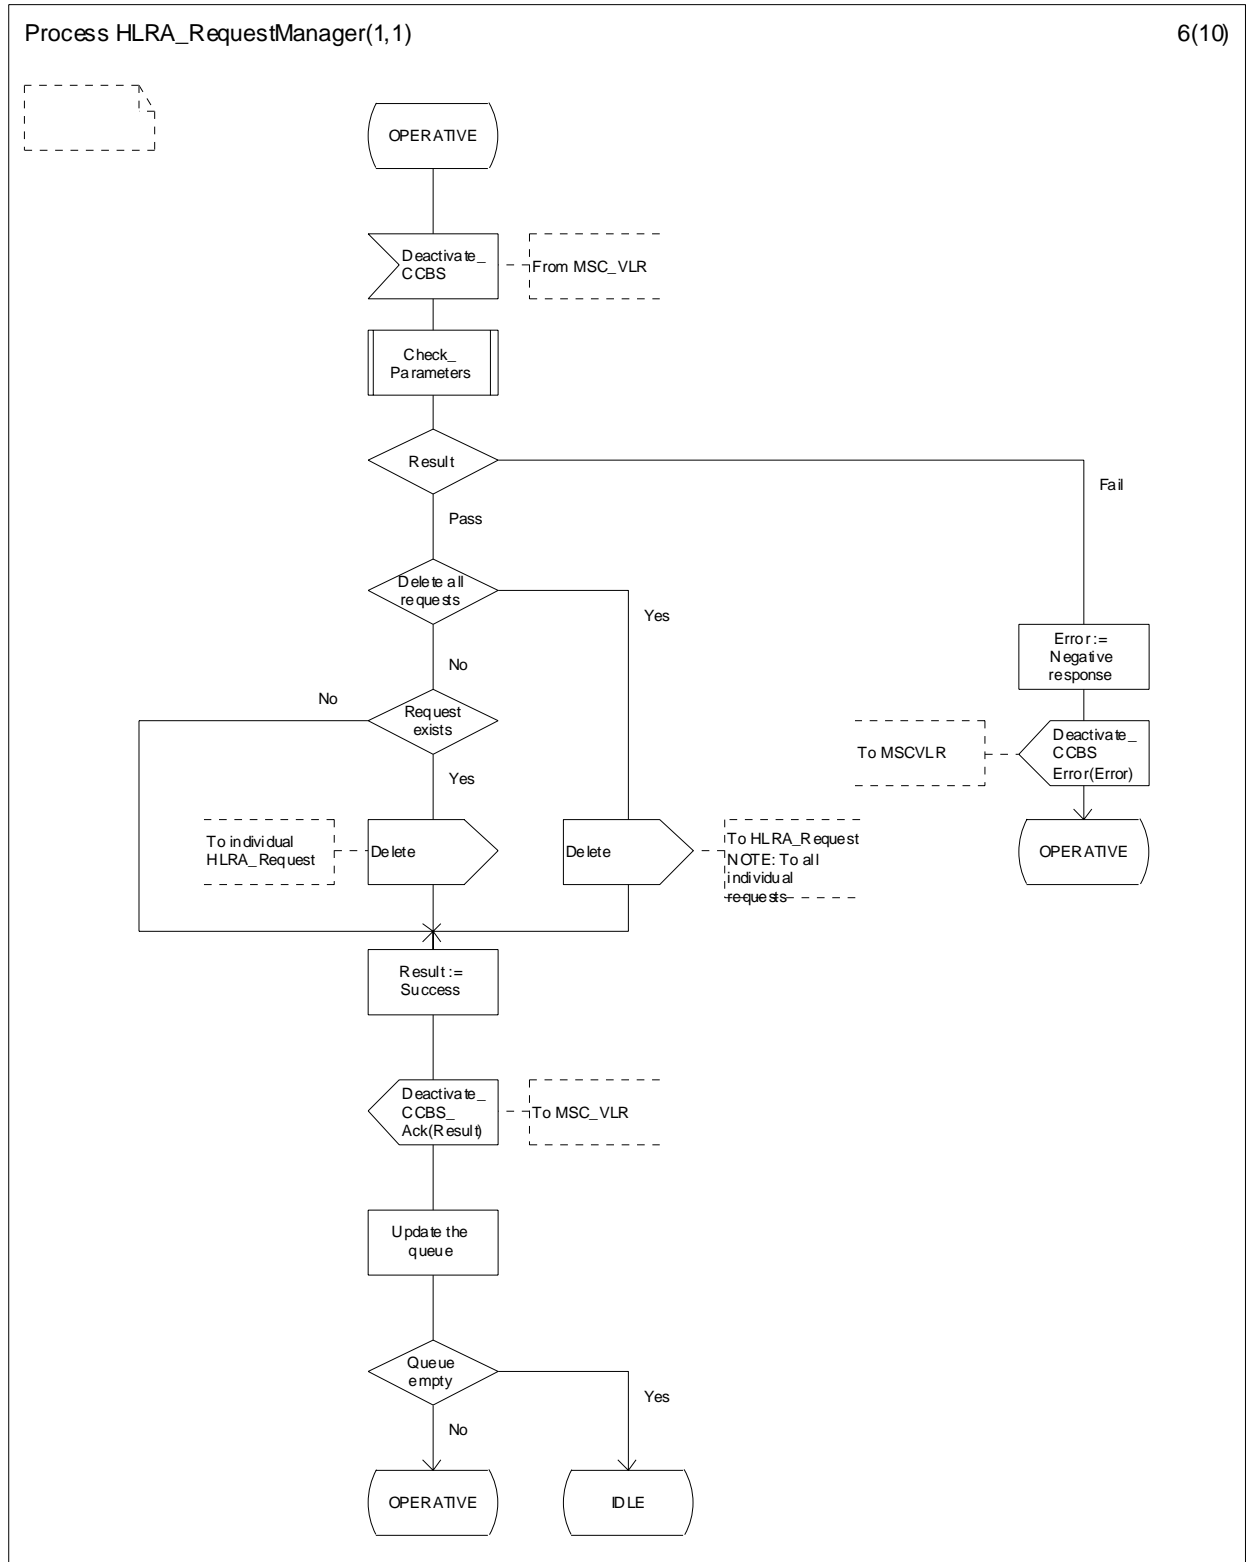 Process HLRA_RequestManager(1,1)
6(10)
OPERATIVE
Deactivate_
CCBS
From MSC_VLR
Check_
Parameters
Result
Fail
Pass
Delete all
requests
Yes
No
Error :=
Negative
response
No
Request
exists
Deactivate_
CCBS
Error(Error)
To MSCVLR
Yes
To individual
HLRA_Request
Delete
Delete
To HLRA_Request
NOTE: To all
individual
requests
OPERATIVE
Result :=
Success
Deactivate_
CCBS_
Ack(Result)
To MSC_VLR
Update the
queue
Queue
empty
Yes
No
OPERATIVE
IDLE